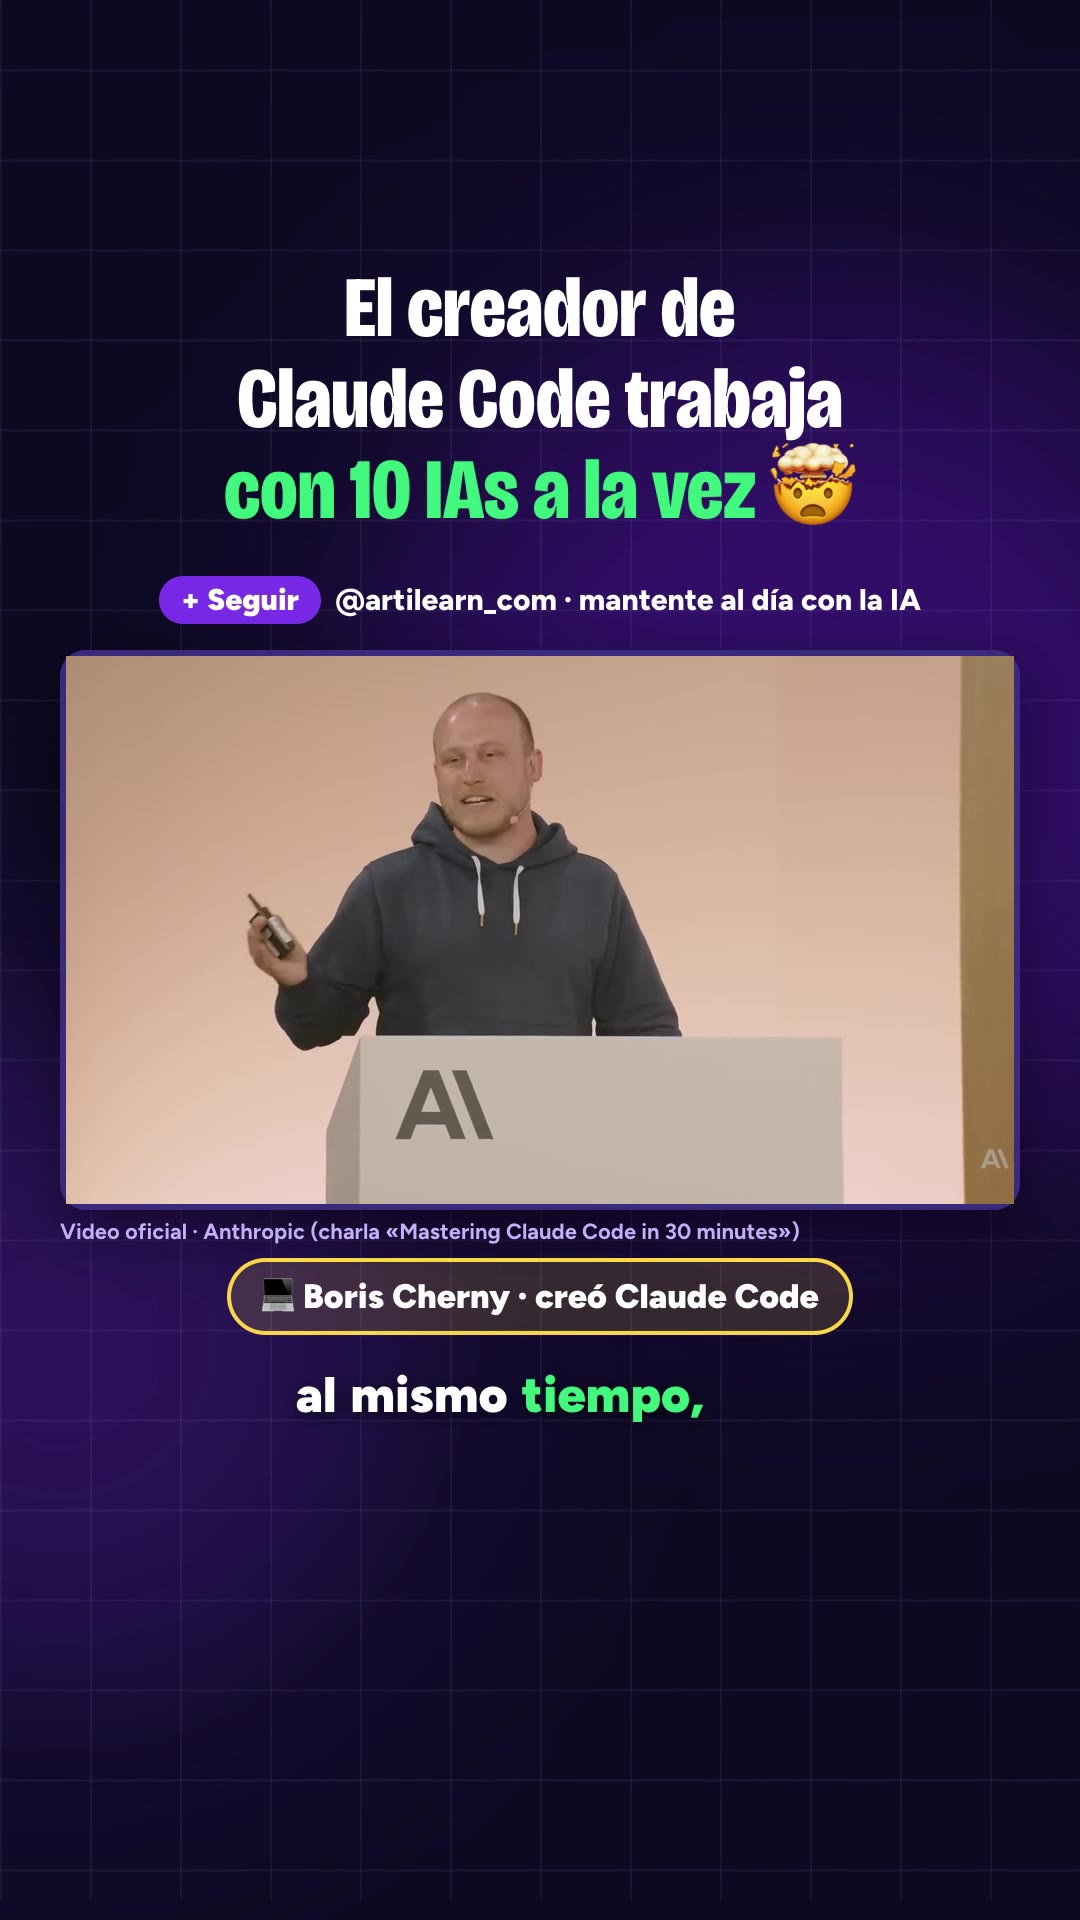 El creador de
Claude Code trabaja
con 10 IAs a la vez 🤯
+ Seguir @artilearn_com · mantente al día con la IA
A\
A\
Video oficial · Anthropic (charla «Mastering Claude Code in 30 minutes»)
💻 Boris Cherny · creó Claude Code
al mismo tiempo,